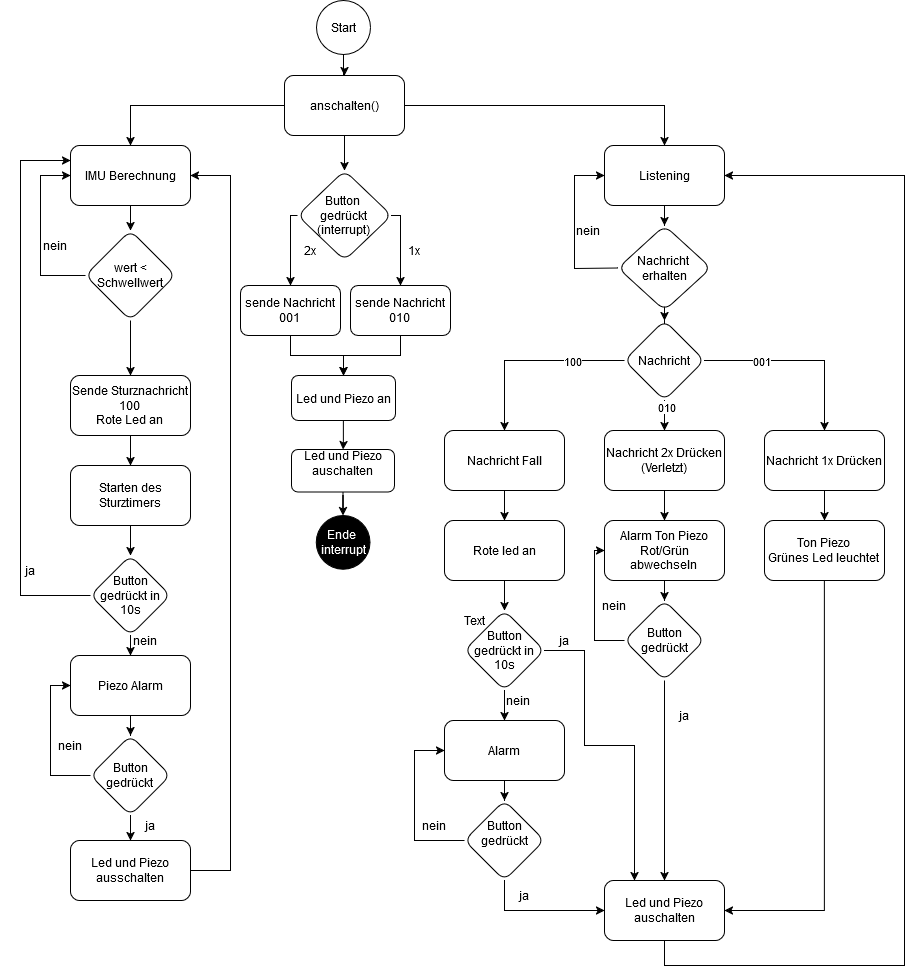 Start
anschalten()
IMU Berechnung
nein
wert <
Schwellwert
Sende Sturznachricht
100
Rote Led an
Starten des
Sturztimers
ja
Button
gedrückt in
10s
nein
Piezo Alarm
nein
Button
gedrückt
ja
Led und Piezo
ausschalten
Button
gedrückt
(interrupt)
2x
1x
sende Nachricht
001
sende Nachricht
010
Led und Piezo an
Led und Piezo
auschalten
Ende
interrupt
Listening
nein
Nachricht
erhalten
Nachricht
100
001
010
Nachricht Fall
Nachricht 2x Drücken
(Verletzt)
Nachricht 1x Drücken
Rote led an
Alarm Ton Piezo
Rot/Grün
abwechseln
Ton Piezo
Grünes Led leuchtet
Text
Button
gedrückt in
10s
ja
nein
nein
Button
gedrückt
ja
Alarm
nein
Button
gedrückt
ja
Led und Piezo
auschalten